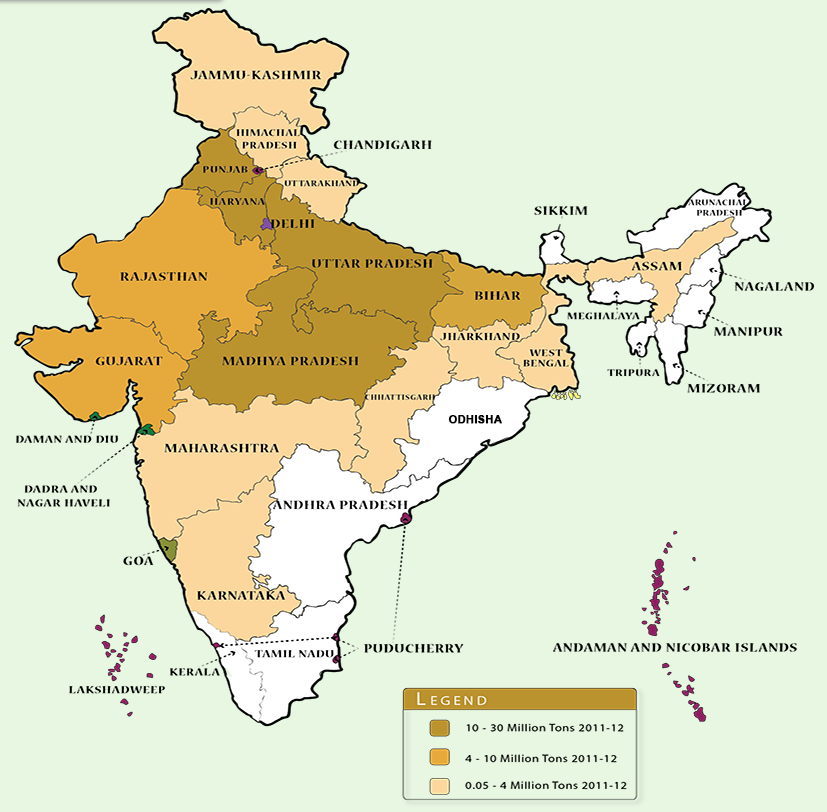 JAMMU-KASHMIR
HIMACHAL
PRADESH
CHANDIGARH
PUNJAB
UTTARAKHAND
HARYANA
DELHI
SIKKIM
ARUNACHAL
PRADESH
UTTAR PRADESH
RAJASTHAN
ASSAM
NAGALAND
BIHAR
MEGHALAYA
MANIPUR
JHARKHAND
GUJARAT
MADHYA PRADESH
WEST
BENGAL
TRIPURA
MIZORAM
CHHATTISGARH
ODHISHA
DAMAN AND DIU
MAHARASHTRA
DADRA AND
NAGAR HAVELI
ANDHRA PRADESH
GOA
KARNATAKA
PUDUCHERRY
ANDAMAN AND NICOBAR ISLANDS
TAMIL NADU
KERALA
LAKSHADWEEP
LEGEND
10 - 30 Million Tons 2011-12
4 - 10 Million Tons 2011-12
0.05 - 4 Million Tons 2011-12